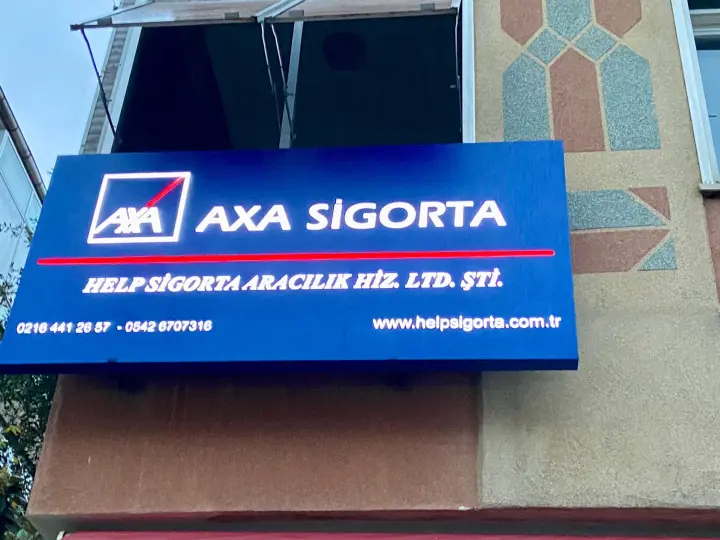 AXA AXA SİGORTA
HELP SİGORTA ARACILIK HİZ. LTD. ŞTİ.
0216 441 26 57 - 0542 6707316 www.helpsigorta.com.tr